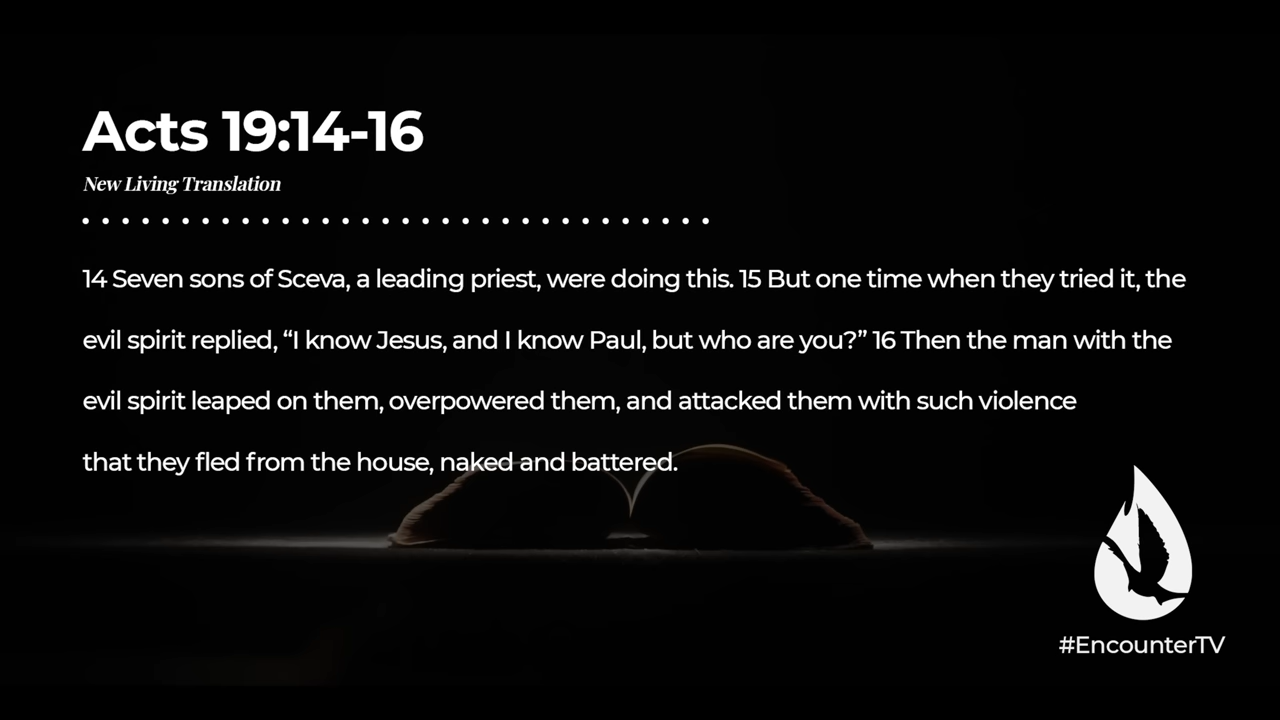 Acts 19:14-16
New Living Translation
14 Seven sons of Sceva, a leading priest, were doing this. 15 But one time when they tried it, the
evil spirit replied, “I know Jesus, and I know Paul, but who are you?” 16 Then the man with the
evil spirit leaped on them, overpowered them, and attacked them with such violence
that they fled from the house, naked and battered.
#EncounterTV